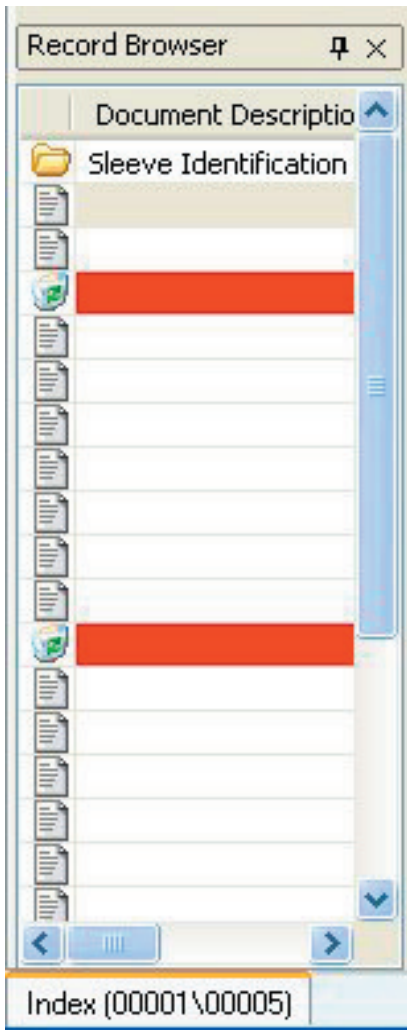 Record Browser
Document Descriptio
Sleeve Identification
Index (00001\00005)